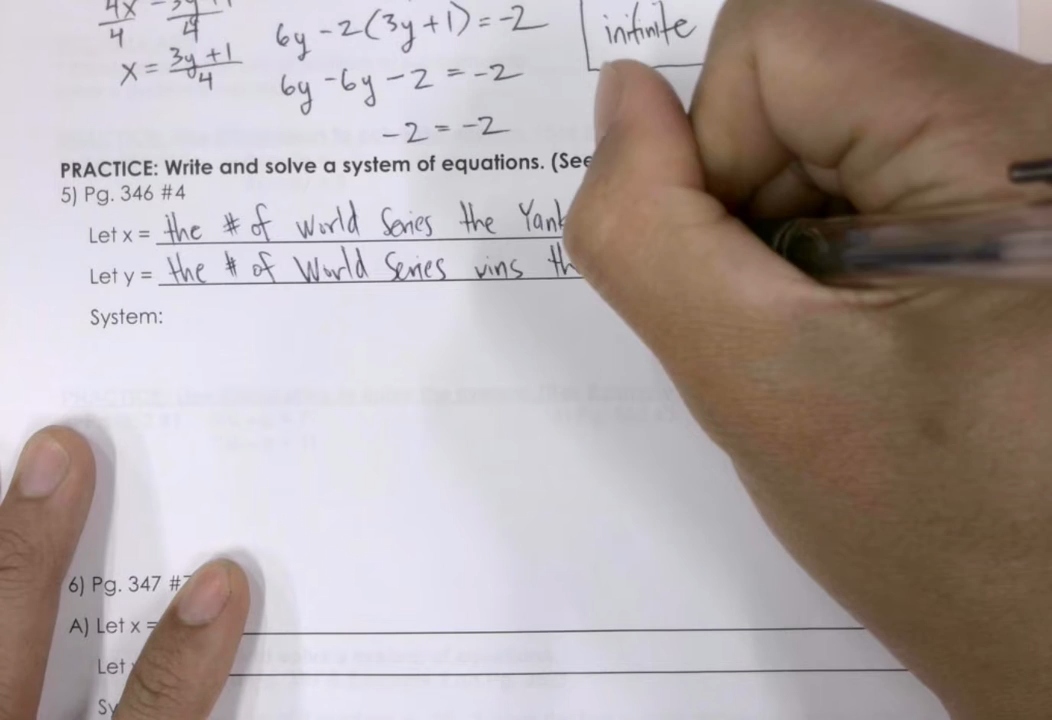 4x
4 4
x = 3y + 1
4
6y - 2(3y + 1) = -2
6y - 6y - 2 = -2
-2 = -2
infinite
PRACTICE: Write and solve a system of equations. (See
5) Pg. 346 #4
Let x = the # of World Series the
Let y = the # of World Series wins
System:
6) Pg. 347
A) Let x =
Let